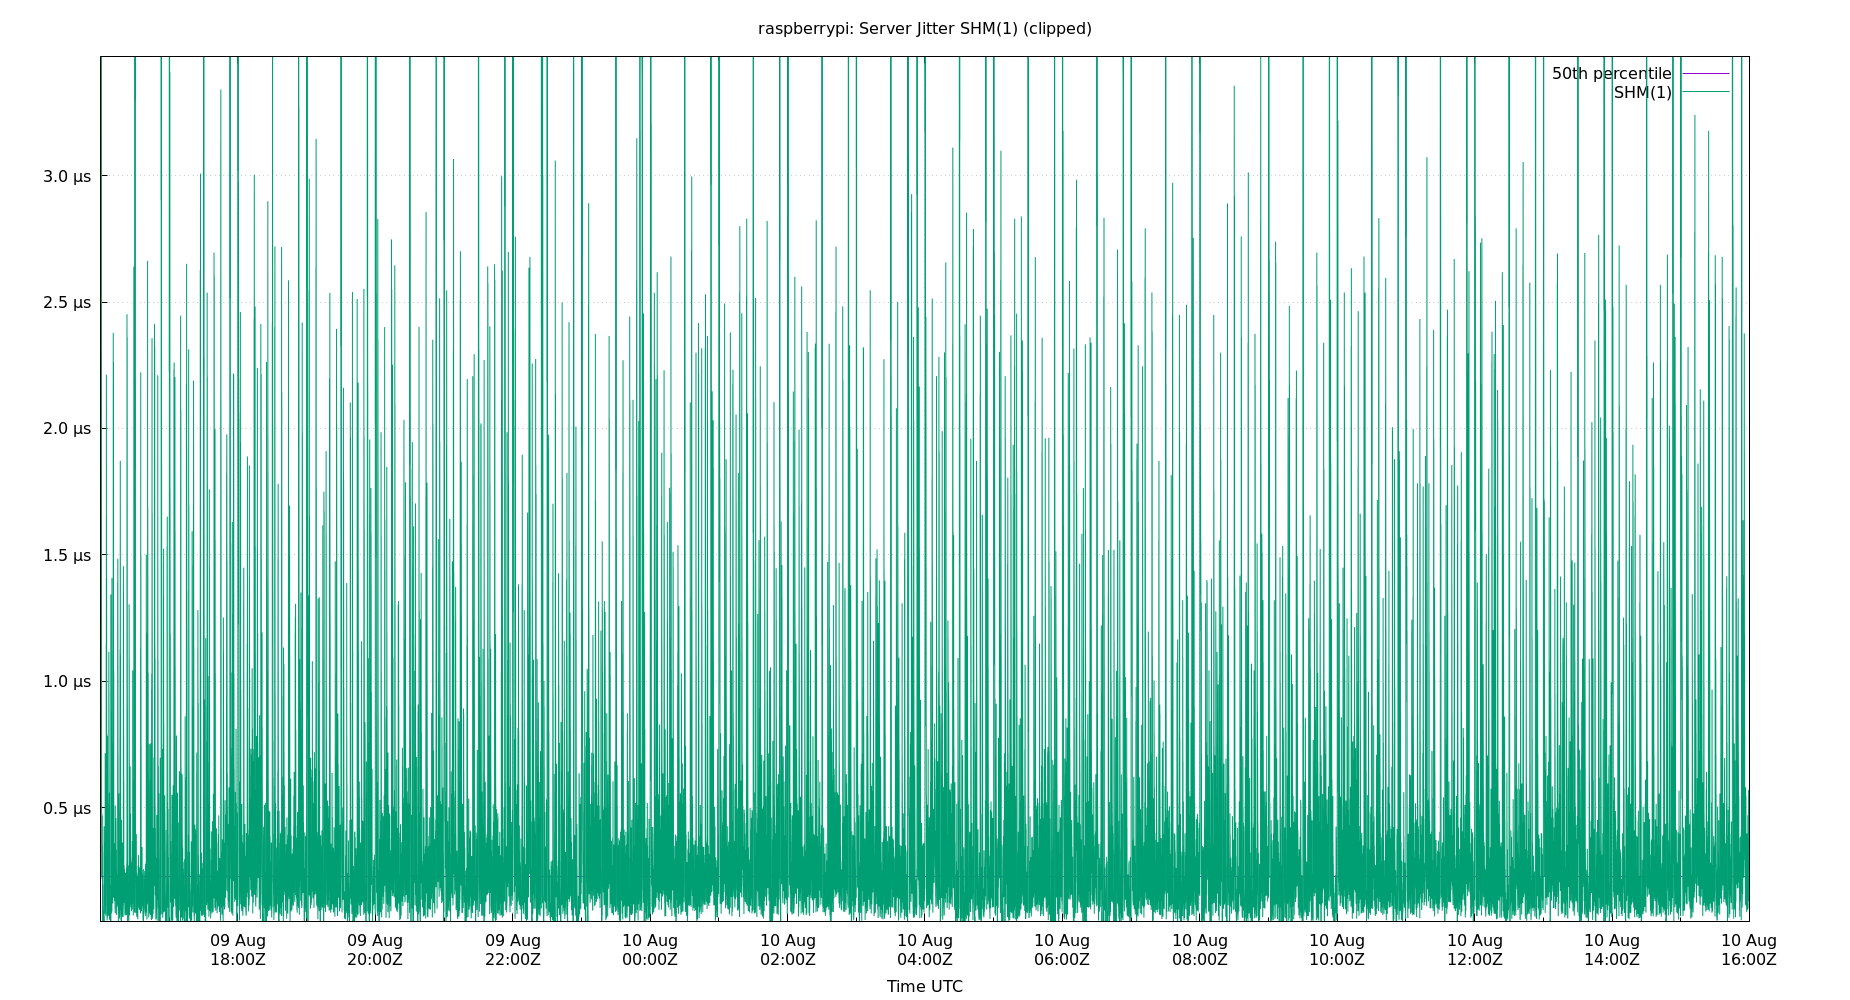 raspberrypi: Server Jitter SHM(1) (clipped)
50th percentile
SHM(1)
3.0 µs
2.5 µs
2.0 µs
1.5 µs
1.0 µs
0.5 µs
09 Aug 09 Aug 09 Aug 10 Aug 10 Aug 10 Aug 10 Aug 10 Aug 10 Aug 10 Aug 10 Aug 10 Aug
18:00Z 20:00Z 22:00Z 00:00Z 02:00Z 04:00Z 06:00Z 08:00Z 10:00Z 12:00Z 14:00Z 16:00Z
Time UTC